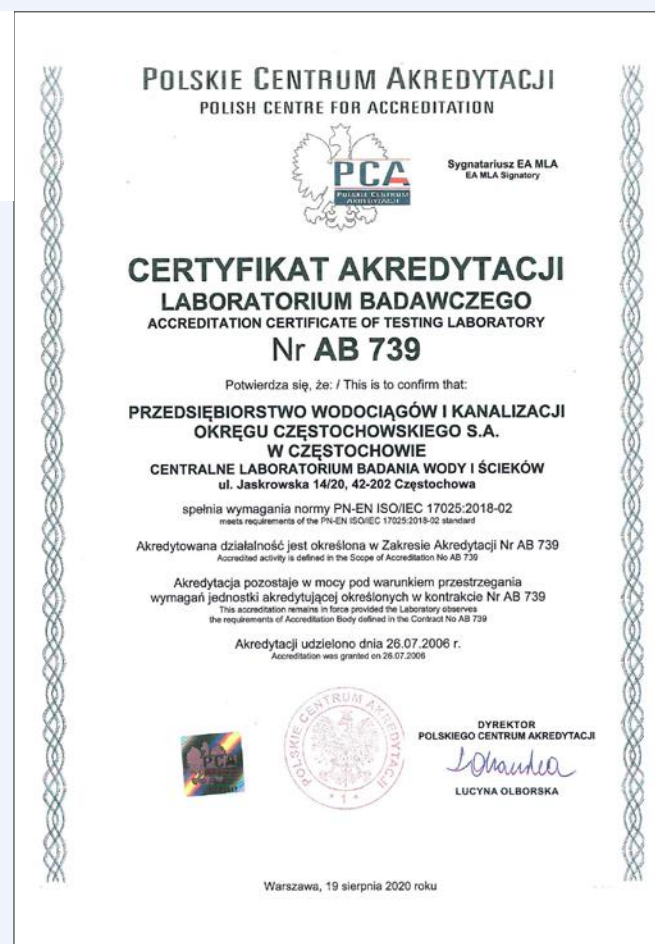 POLSKIE CENTRUM AKREDYTACJI
POLISH CENTRE FOR ACCREDITATION
PCA
POLSKIE CENTRUM
AKREDYTACJI
Sygnatariusz EA MLA
EA MLA Signatory
CERTYFIKAT AKREDYTACJI
LABORATORIUM BADAWCZEGO
ACCREDITATION CERTIFICATE OF TESTING LABORATORY
Nr AB 739
Potwierdza się, że: / This is to confirm that:
PRZEDSIĘBIORSTWO WODOCIĄGÓW I KANALIZACJI
OKRĘGU CZĘSTOCHOWSKIEGO S.A.
W CZĘSTOCHOWIE
CENTRALNE LABORATORIUM BADANIA WODY I ŚCIEKÓW
ul. Jaskrowska 14/20, 42-202 Częstochowa
spełnia wymagania normy PN-EN ISO/IEC 17025:2018-02
meets requirements of the PN-EN ISO/IEC 17025:2018-02 standard
Akredytowana działalność jest określona w Zakresie Akredytacji Nr AB 739
Accredited activity is defined in the Scope of Accreditation No AB 739
Akredytacja pozostaje w mocy pod warunkiem przestrzegania
wymagań jednostki akredytującej określonych w kontrakcie Nr AB 739
This accreditation remains in force provided the Laboratory observes
the requirements of Accreditation Body defined in the Contract No AB 739
Akredytacji udzielono dnia 26.07.2006 r.
Accreditation was granted on 26.07.2006
PCA
POLSKIE CENTRUM AKREDYTACJI
* 1 *
DYREKTOR
POLSKIEGO CENTRUM AKREDYTACJI
LUCYNA OLBORSKA
Warszawa, 19 sierpnia 2020 roku